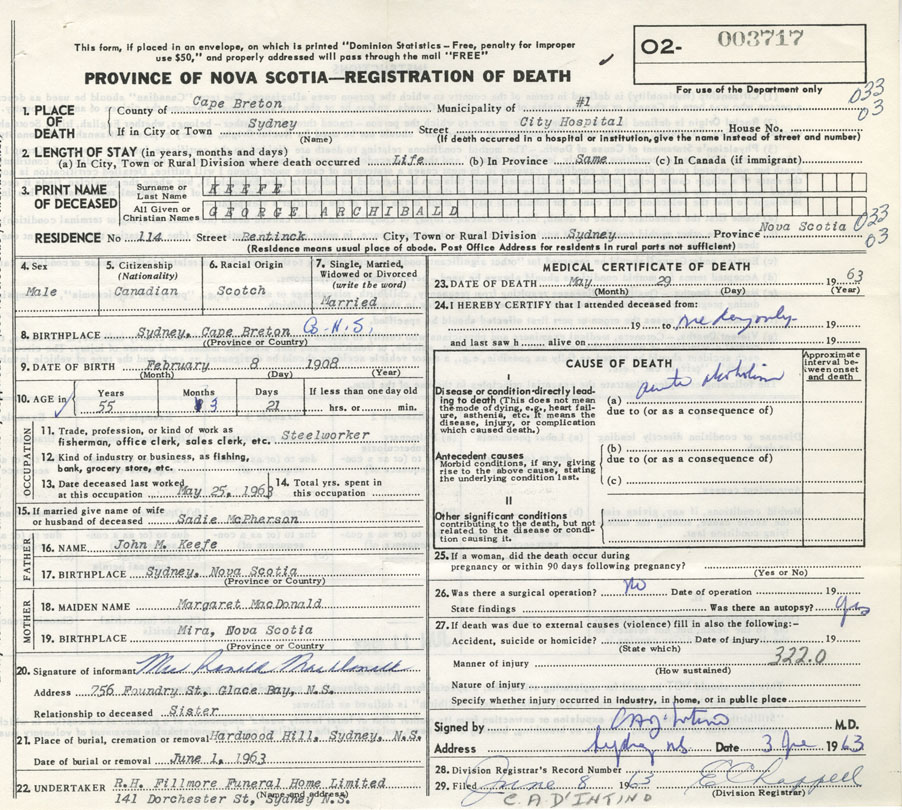 This form, if placed in an envelope, on which is printed "Dominion Statistics – Free, penalty for improper
use $50," and properly addressed will pass through the mail "FREE"
O2- 003717
PROVINCE OF NOVA SCOTIA—REGISTRATION OF DEATH
For use of the Department only
033
03
1. PLACE OF DEATH
County of Cape Breton Municipality of #1
If in City or Town Sydney Street City Hospital House No.
(Name) (If death occurred in a hospital or institution, give the name instead of street and number)
2. LENGTH OF STAY (in years, months and days)
(a) In City, Town or Rural Division where death occurred Life (b) In Province Same (c) In Canada (if immigrant)
3. PRINT NAME OF DECEASED
Surname or Last Name KEEFE
All Given or Christian Names GEORGE ARCHIBALD
RESIDENCE No 114 Street Bentinck City, Town or Rural Division Sydney Province Nova Scotia 033
03
(Residence means usual place of abode. Post Office Address for residents in rural parts not sufficient)
4. Sex Male
5. Citizenship (Nationality) Canadian
6. Racial Origin Scotch
7. Single, Married, Widowed or Divorced (write the word) Married
8. BIRTHPLACE Sydney, Cape Breton Co. N.S.
(Province or Country)
9. DATE OF BIRTH February 8 1908
(Month) (Day) (Year)
10. AGE in Years 55 Months 3 Days 21 If less than one day old hrs. or min.
OCCUPATION
11. Trade, profession, or kind of work as fisherman, office clerk, sales clerk, etc. Steelworker
12. Kind of industry or business, as fishing, bank, grocery store, etc.
13. Date deceased last worked at this occupation May 25, 1963
14. Total yrs. spent in this occupation
15. If married give name of wife or husband of deceased Sadie McPherson
FATHER
16. NAME John M. Keefe
17. BIRTHPLACE Sydney, Nova Scotia
(Province or Country)
MOTHER
18. MAIDEN NAME Margaret MacDonald
19. BIRTHPLACE Mira, Nova Scotia
(Province or Country
20. Signature of informant Mrs Ronald MacDonald
Address 756 Foundry St, Glace Bay, N.S.
Relationship to deceased Sister
21. Place of burial, cremation or removal Hardwood Hill, Sydney, N.S.
Date of burial or removal June 1, 1963
22. UNDERTAKER R.H. Fillmore Funeral Home Limited
(Name and address)
141 Dorchester St, Sydney N.S.
MEDICAL CERTIFICATE OF DEATH
23. DATE OF DEATH May 29 1963
(Month) (Day) (Year)
24. I HEREBY CERTIFY that I attended deceased from:
19 to one day only 19
and last saw h alive on 19
CAUSE OF DEATH
Approximate interval between onset and death
I
Disease or condition directly leading to death (This does not mean the mode of dying, e.g., heart failure, asthenia, etc. It means the disease, injury, or complication which caused death.)
(a) acute alcoholism
due to (or as a consequence of)
Antecedent causes
Morbid conditions, if any, giving rise to the above cause, stating the underlying condition last.
(b)
due to (or as a consequence of)
(c)
II
Other significant conditions
contributing to the death, but not related to the disease or condition causing it.
25. If a woman, did the death occur during pregnancy or within 90 days following pregnancy?
(Yes or No)
26. Was there a surgical operation? no Date of operation 19
State findings Was there an autopsy? yes
27. If death was due to external causes (violence) fill in also the following:–
Accident, suicide or homicide? Date of injury 19
(State which)
Manner of injury 322.0
(How sustained)
Nature of injury
Specify whether injury occurred in industry, in home, or in public place
Signed by C A D'Intino M.D.
Address Sydney NS Date 3 June 1963
28. Division Registrar's Record Number
29. Filed June 8 1963 E Chappell
(Division Registrar)
C. A. D'INTINO